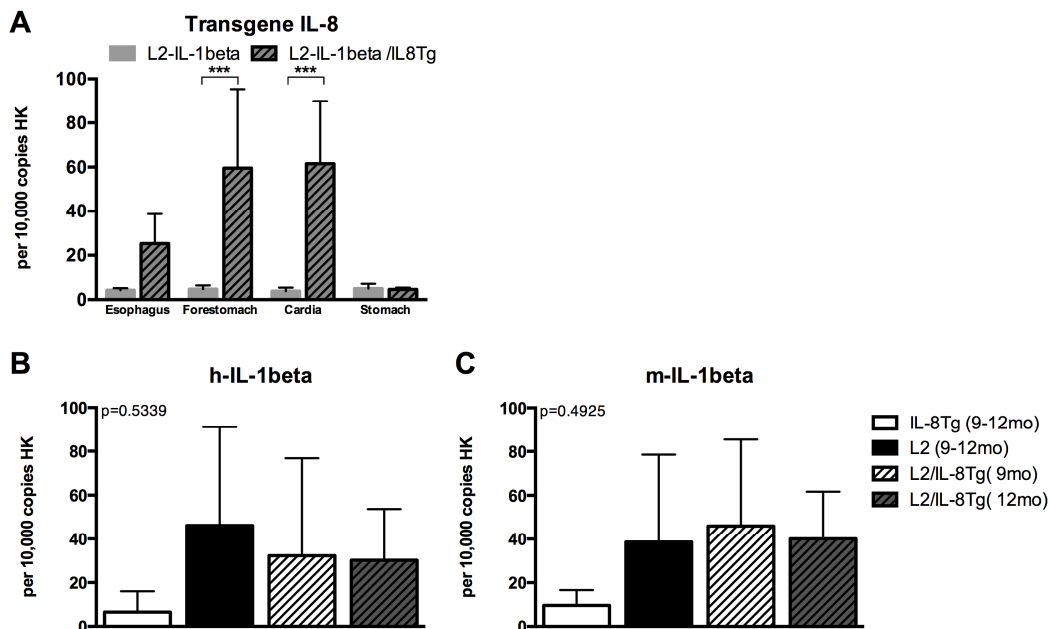 A
Transgene IL-8
L2-IL-1beta
L2-IL-1beta /IL8Tg
***
***
per 10,000 copies HK
100
80
60
40
20
0
Esophagus
Forestomach
Cardia
Stomach
B
h-IL-1beta
p=0.5339
per 10,000 copies HK
100
80
60
40
20
0
C
m-IL-1beta
p=0.4925
per 10,000 copies HK
100
80
60
40
20
0
IL-8Tg (9-12mo)
L2 (9-12mo)
L2/IL-8Tg( 9mo)
L2/IL-8Tg( 12mo)